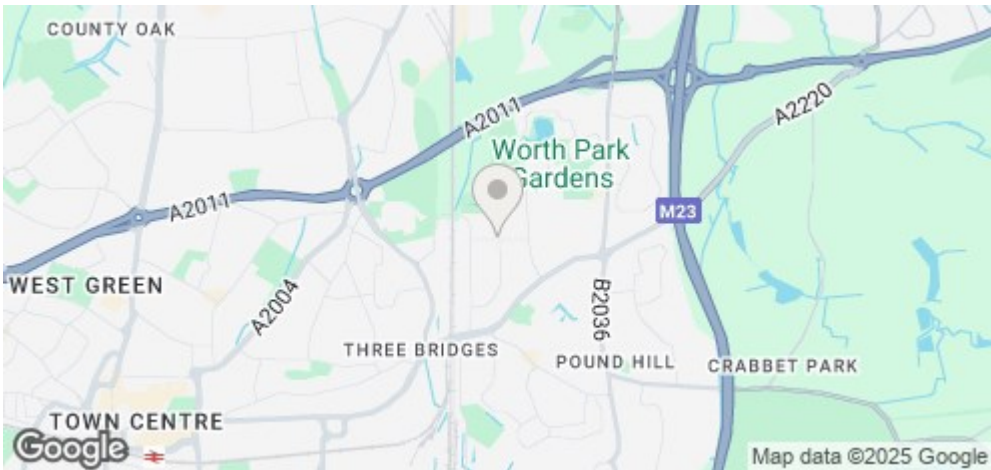 COUNTY OAK
A2011
A2220
Worth Park
Gardens
A2011
M23
WEST GREEN
A2004
B2036
THREE BRIDGES
POUND HILL
CRABBET PARK
TOWN CENTRE
Google
Map data ©2025 Google